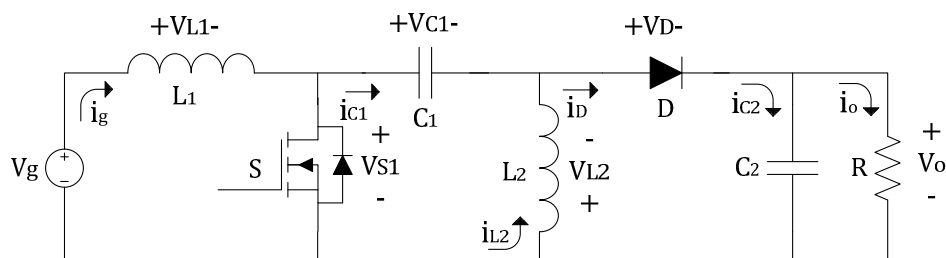 +VL1-
+VC1-
+VD-
L1
ig
iC1
C1
iD
D
iC2
io
Vg
+
-
S
+
VS1
-
L2
-
VL2
+
C2
R
+
Vo
-
iL2